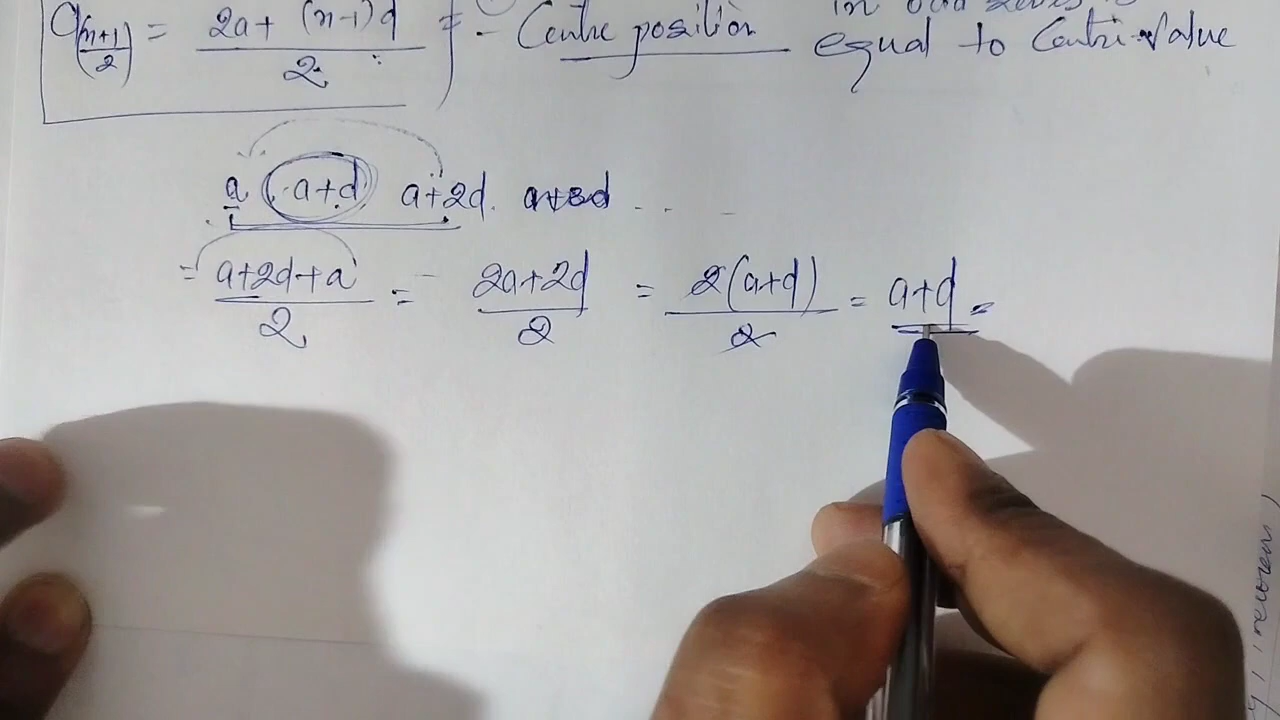 a(n+1)/2 = 2a+ (n-1)d / 2 - Centre position in odd series is
equal to Centre value
a a+d a+2d. a+3d . . -
= a+2d+a / 2 = 2a+2d / 2 = 2(a+d) / 2 = a+d =